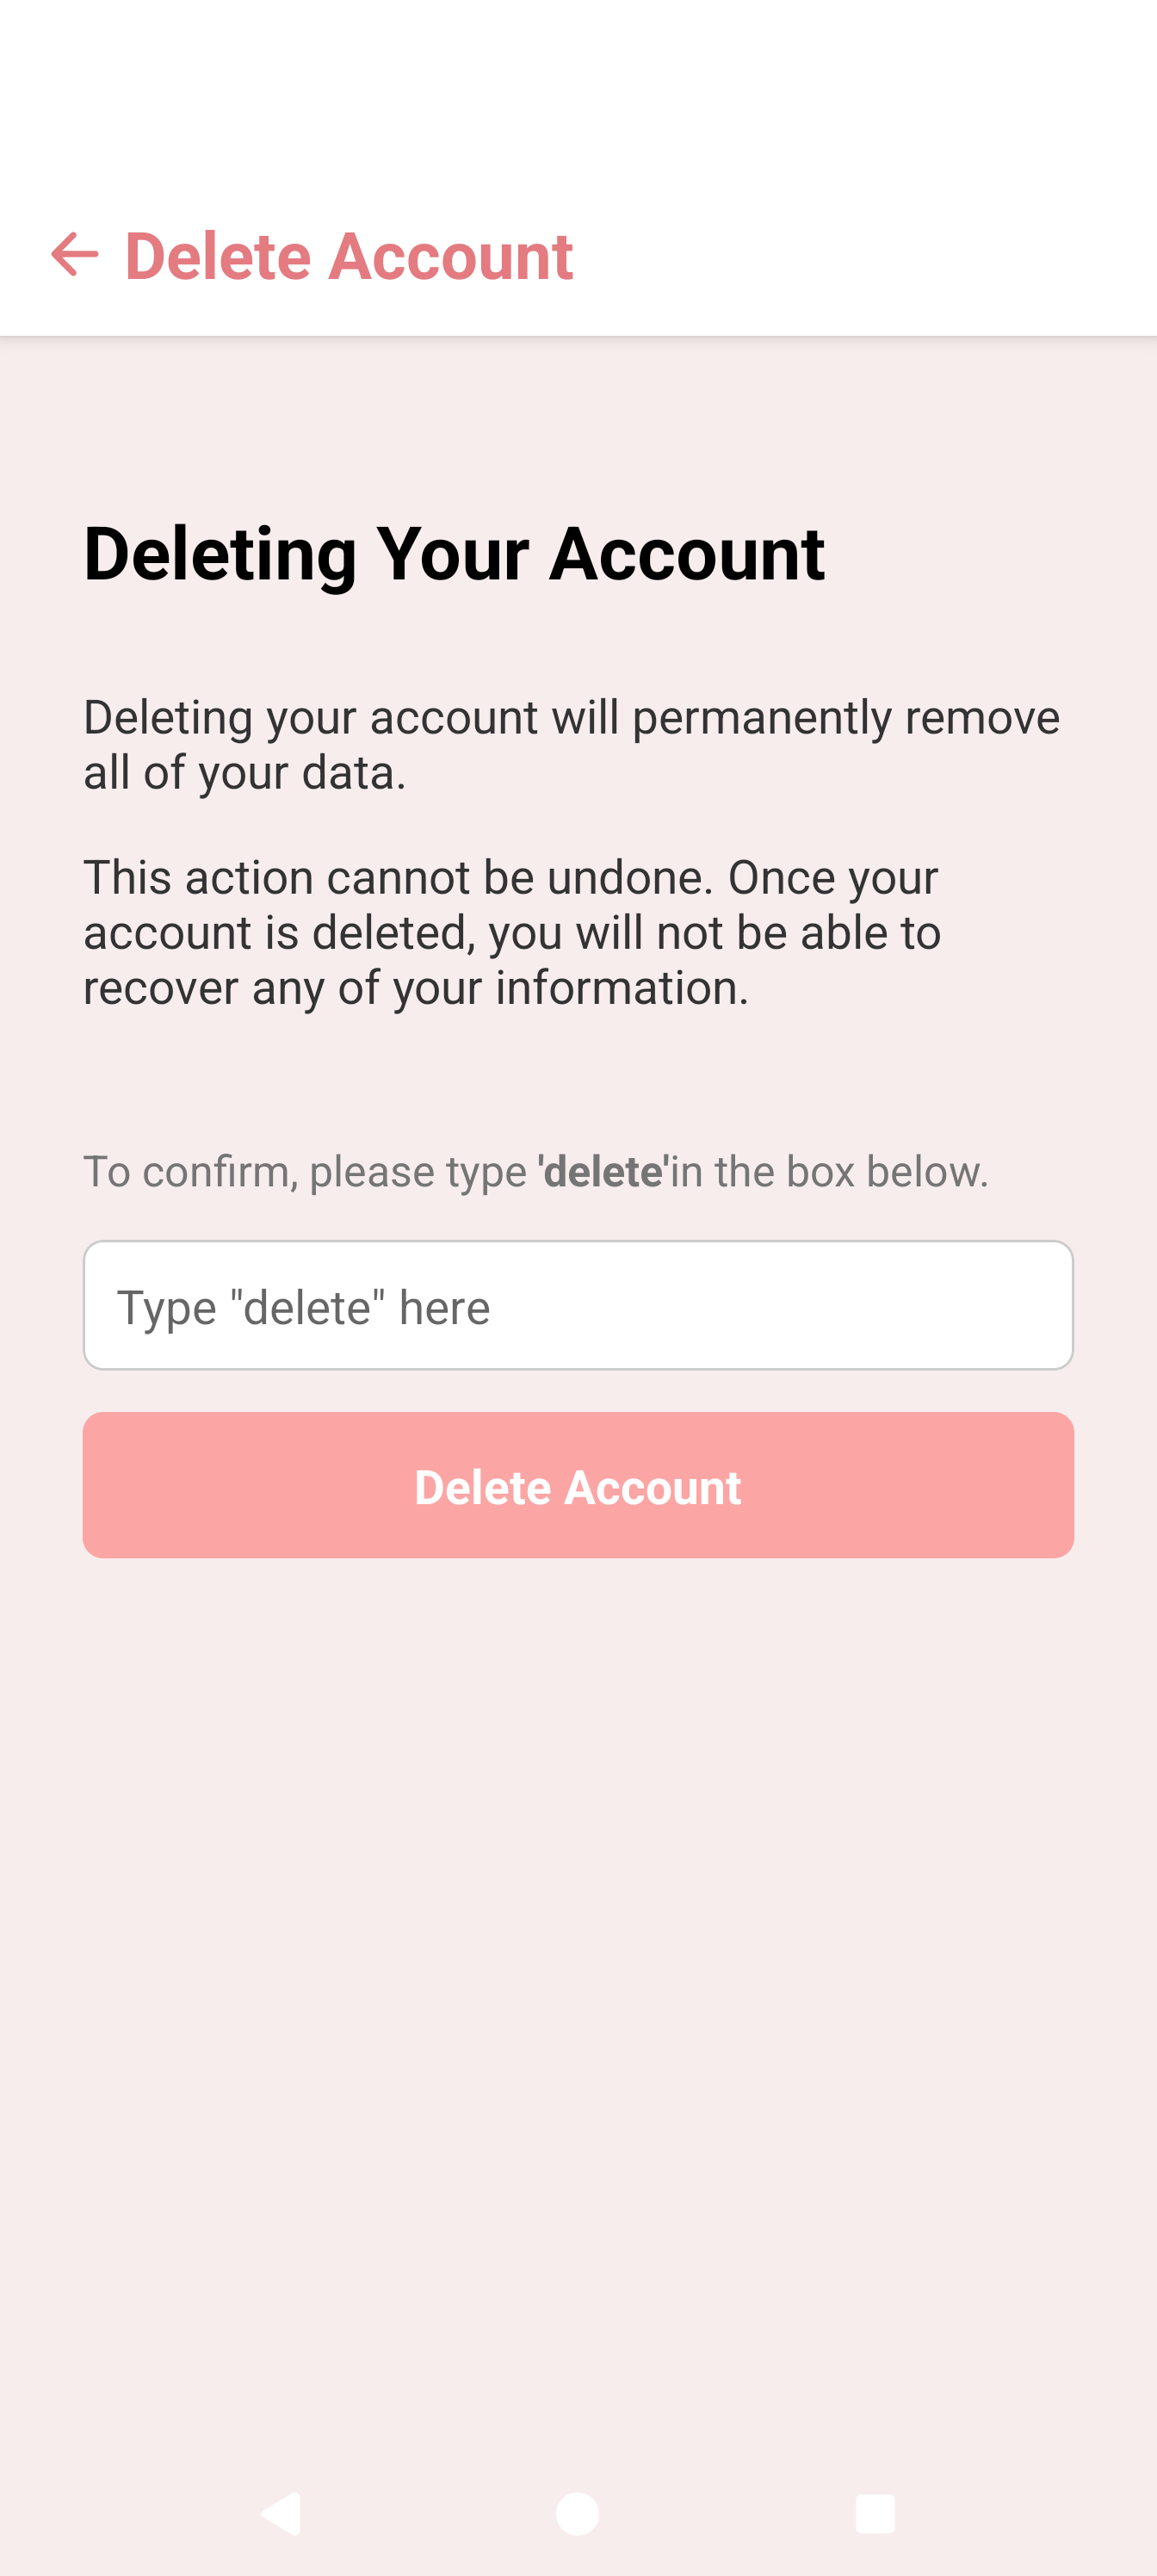 Delete Account
Deleting Your Account
Deleting your account will permanently remove
all of your data.
This action cannot be undone. Once your
account is deleted, you will not be able to
recover any of your information.
To confirm, please type 'delete'in the box below.
Type "delete" here
Delete Account